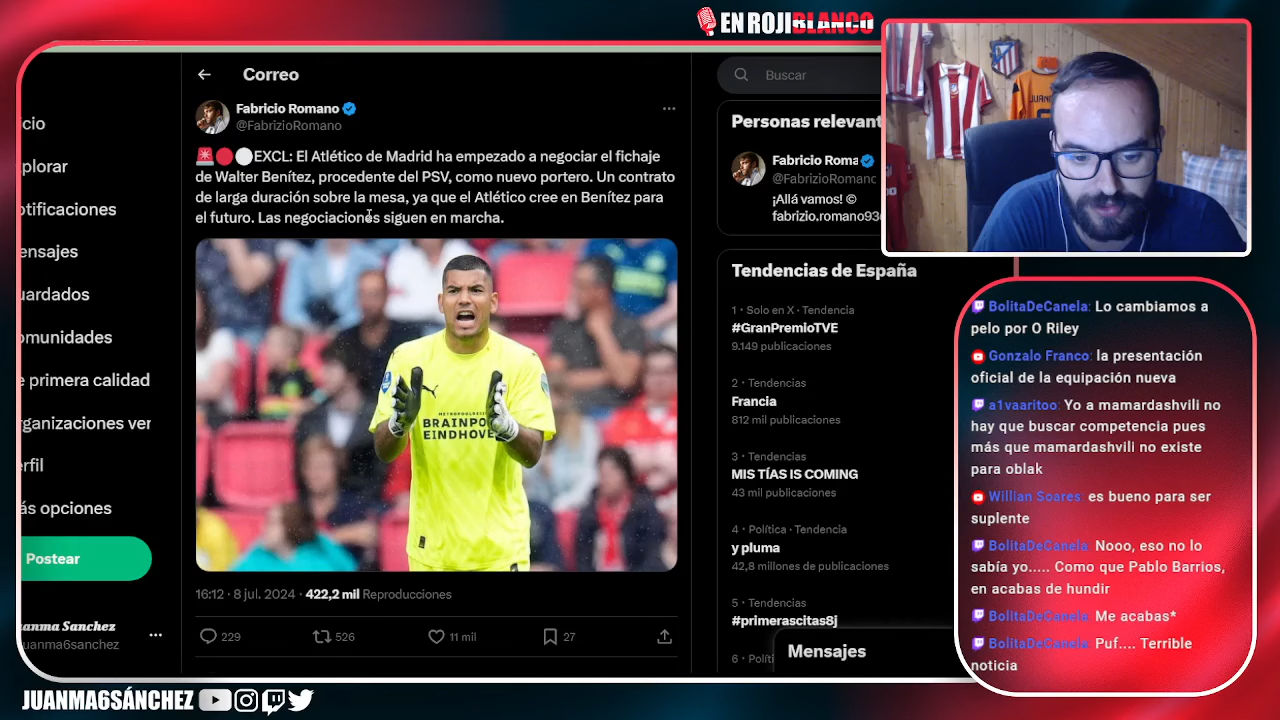 EN ROJIBLANCO
Correo
Buscar
Fabricio Romano
@FabrizioRomano
🚨🔴⚪EXCL: El Atlético de Madrid ha empezado a negociar el fichaje
de Walter Benítez, procedente del PSV, como nuevo portero. Un contrato
de larga duración sobre la mesa, ya que el Atlético cree en Benítez para
el futuro. Las negociaciones siguen en marcha.
BRAINPO
EINDHOVE
16:12 · 8 jul. 2024 · 422,2 mil Reproducciones
229
526
11 mil
27
cio
plorar
otificaciones
ensajes
uardados
omunidades
e primera calidad
rganizaciones ver
erfil
ás opciones
Postear
uanma Sanchez
uanma6sanchez
Personas relevant
Fabricio Roma
@FabrizioRomano
¡Allá vamos! ©
fabrizio.romano93
Tendencias de España
1 · Solo en X · Tendencia
#GranPremioTVE
9.149 publicaciones
2 · Tendencias
Francia
812 mil publicaciones
3 · Tendencias
MIS TÍAS IS COMING
43 mil publicaciones
4 · Política · Tendencia
y pluma
42,8 millones de publicaciones
5 · Tendencias
#primerascitas8j
6 · Polít
Mensajes
BolitaDeCanela: Lo cambiamos a
pelo por O Riley
Gonzalo Franco: la presentación
oficial de la equipación nueva
a1vaaritoo: Yo a mamardashvili no
hay que buscar competencia pues
más que mamardashvili no existe
para oblak
Willian Soares: es bueno para ser
suplente
BolitaDeCanela: Nooo, eso no lo
sabía yo..... Como que Pablo Barrios,
en acabas de hundir
BolitaDeCanela: Me acabas*
BolitaDeCanela: Puf.... Terrible
noticia
JUANMA6SÁNCHEZ